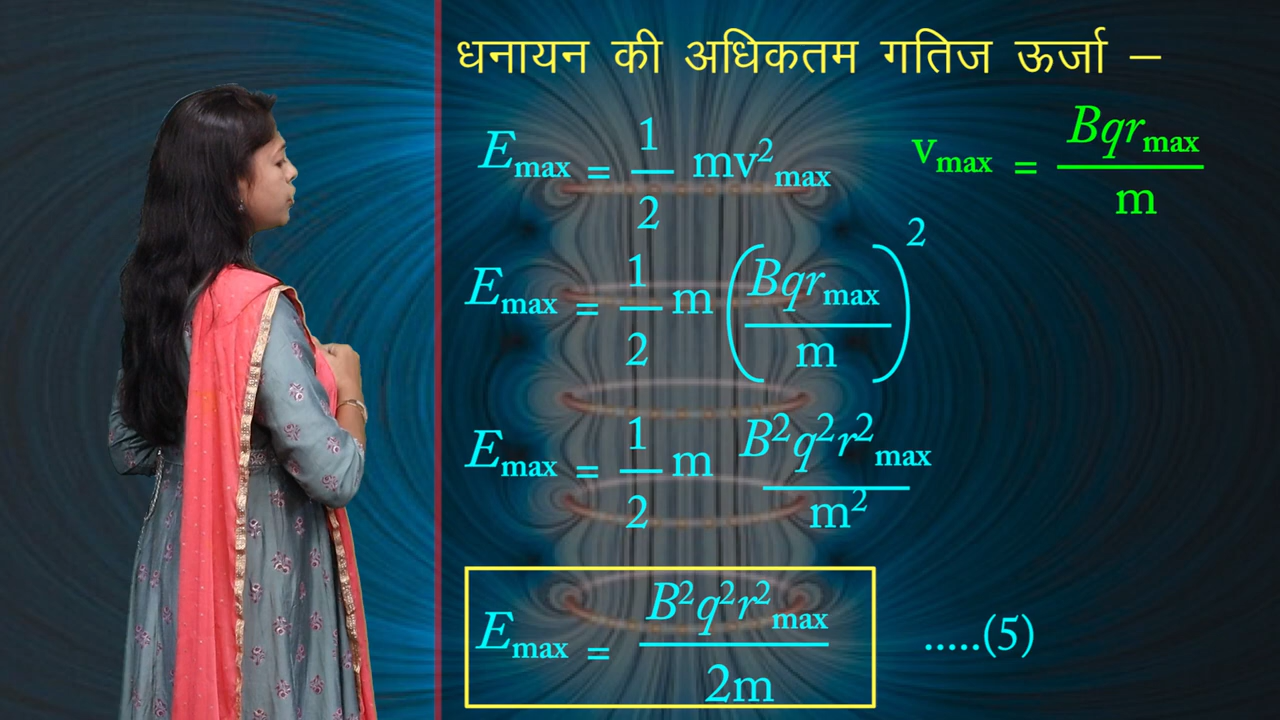 धनायन की अधिकतम गतिज ऊर्जा –
E_max = 1/2 mv²_max    v_max = Bqr_max/m
E_max = 1/2 m (Bqr_max/m)²
E_max = 1/2 m B²q²r²_max/m²
E_max = B²q²r²_max/2m    .....(5)